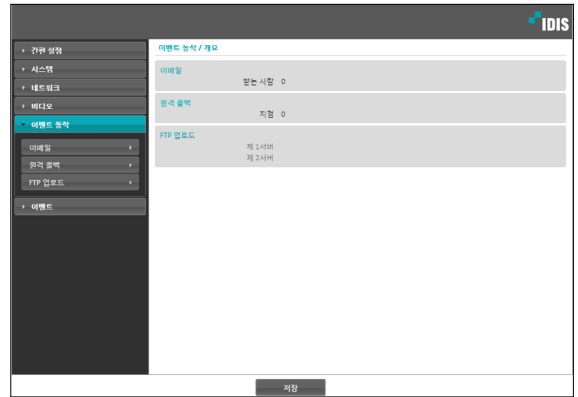 IDIS
간편 설정
시스템
네트워크
비디오
이벤트 동작
이메일
원격 콜백
FTP 업로드
이벤트
이벤트 동작 / 개요
이메일
받는 사람 0
원격 콜백
지점 0
FTP 업로드
제 1서버
제 2서버
저장